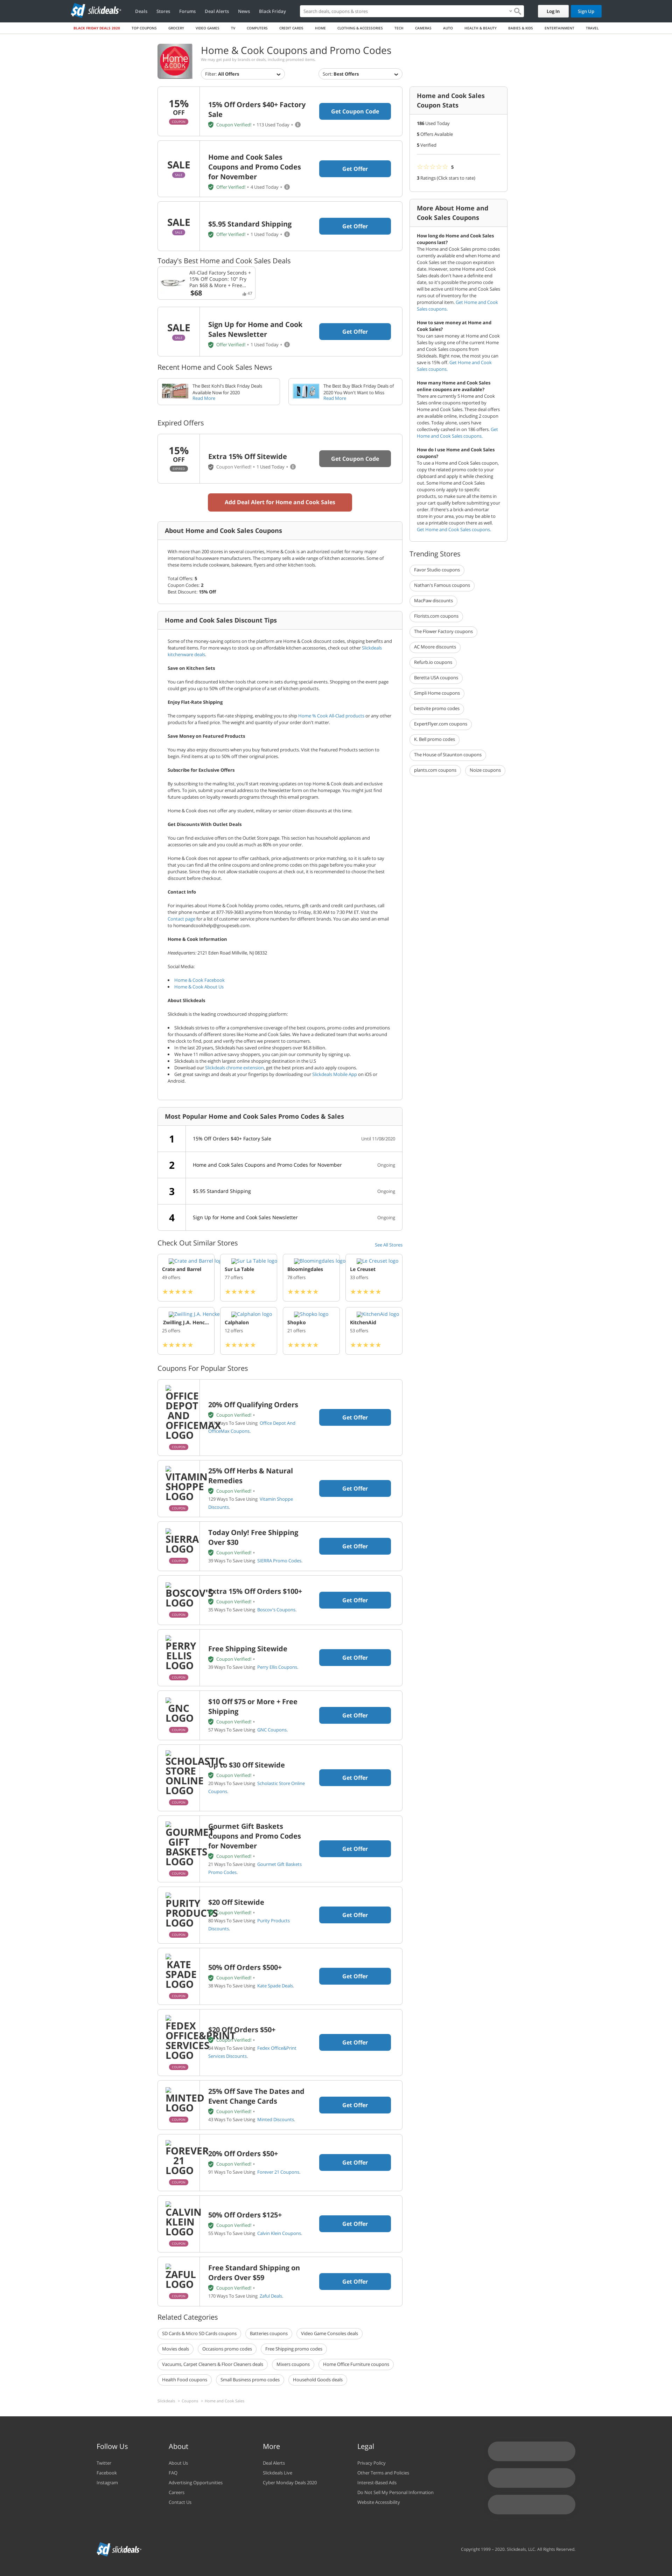 slickdeals
Deals Stores Forums Deal Alerts News Black Friday
Search deals, coupons & stores
Log In Sign Up
BLACK FRIDAY DEALS 2020 TOP COUPONS GROCERY VIDEO GAMES TV COMPUTERS CREDIT CARDS HOME CLOTHING & ACCESSORIES TECH CAMERAS AUTO HEALTH & BEAUTY BABIES & KIDS ENTERTAINMENT TRAVEL
Home & Cook Coupons and Promo Codes
We may get paid by brands or deals, including promoted items.
Filter: All Offers
Sort: Best Offers
15% OFF
COUPON
15% Off Orders $40+ Factory Sale
Coupon Verified! • 113 Used Today •
Get Coupon Code
SALE
SALE
Home and Cook Sales Coupons and Promo Codes for November
Offer Verified! • 4 Used Today •
Get Offer
SALE
SALE
$5.95 Standard Shipping
Offer Verified! • 1 Used Today •
Get Offer
Today's Best Home and Cook Sales Deals
All-Clad Factory Seconds + 15% Off Coupon: 10" Fry Pan $68 & More + Free...
$68
47
SALE
SALE
Sign Up for Home and Cook Sales Newsletter
Offer Verified! • 1 Used Today •
Get Offer
Recent Home and Cook Sales News
The Best Kohl's Black Friday Deals Available Now for 2020
Read More
The Best Buy Black Friday Deals of 2020 You Won't Want to Miss
Read More
Expired Offers
15% OFF
EXPIRED
Extra 15% Off Sitewide
Coupon Verified! • 1 Used Today •
Get Coupon Code
Add Deal Alert for Home and Cook Sales
About Home and Cook Sales Coupons
With more than 200 stores in several countries, Home & Cook is an authorized outlet for many major international housewave manufacturers. The company sells a wide range of kitchen accessories. Some of these items include cookware, bakeware, flyers and other kitchen tools.
Total Offers: 5
Coupon Codes: 2
Best Discount: 15% Off
Home and Cook Sales Discount Tips
Some of the money-saving options on the platform are Home & Cook discount codes, shipping benefits and featured items. For more ways to stock up on affordable kitchen accessories, check out other Slickdeals kitchenware deals.
Save on Kitchen Sets
You can find discounted kitchen tools that come in sets during special events. Shopping on the event page could get you up to 50% off the original price of a set of kitchen products.
Enjoy Flat-Rate Shipping
The company supports flat-rate shipping, enabling you to ship Home % Cook All-Clad products or any other products for a fixed price. The weight and quantity of your order don't matter.
Save Money on Featured Products
You may also enjoy discounts when you buy featured products. Visit the Featured Products section to begin. Find items at up to 50% off their original prices.
Subscribe for Exclusive Offers
By subscribing to the mailing list, you'll start receiving updates on top Home & Cook deals and exclusive offers. To join, submit your email address to the Newsletter form on the homepage. You might also find future updates on loyalty rewards programs through this email program.
Home & Cook does not offer any student, military or senior citizen discounts at this time.
Get Discounts With Outlet Deals
You can find exclusive offers on the Outlet Store page. This section has household appliances and accessories on sale and could save you as much as 80% on your order.
Home & Cook does not appear to offer cashback, price adjustments or price matching, it is safe to say that you can find all the active coupons and online promo codes on this page before you make your purchase. Since they do not allow stackable coupons at check out, it is recommended to choose the best discount before checkout.
Contact Info
For inquiries about Home & Cook holiday promo codes, returns, gift cards and credit card purchases, call their phone number at 877-769-3683 anytime from Monday to Friday, 8:30 AM to 7:30 PM ET. Visit the Contact page for a list of customer service phone numbers for different brands. You can also send mail to homeandcookhelp@groupeseb.com.
Home & Cook Information
Headquarters: 2121 Eden Road Millville, NJ 08332
Social Media:
• Home & Cook Facebook
• Home & Cook About Us
About Slickdeals
Slickdeals is the leading crowdsourced shopping platform:
• Slickdeals strives to offer a comprehensive coverage of the best coupons, promo codes and promotions for thousands of different stores like Home and Cook Sales. We have a dedicated team that works around the clock to find, post and verify the offers we present to consumers.
• In the last 20 years, Slickdeals has saved online shoppers over $6.8 billion.
• We have 11 million active-savvy shoppers, you can join our community by signing up.
• Slickdeals is the eighth largest online shopping destination in the U.S
• Download our Slickdeals chrome extension, get the best prices and auto apply coupons.
• Get great savings and deals at your fingertips by downloading our Slickdeals Mobile App on iOS or Android.
Most Popular Home and Cook Sales Promo Codes & Sales
1 15% Off Orders $40+ Factory Sale Until 11/08/2020
2 Home and Cook Sales Coupons and Promo Codes for November Ongoing
3 $5.95 Standard Shipping Ongoing
4 Sign Up for Home and Cook Sales Newsletter Ongoing
Check Out Similar Stores
See All Stores
Crate and Barrel logo
Crate and Barrel
49 offers
Sur La Table logo
Sur La Table
77 offers
Bloomingdales logo
Bloomingdales
78 offers
Le Creuset logo
Le Creuset
33 offers
Zwilling J.A. Hencke
Zwilling J.A. Henc...
25 offers
Calphalon logo
Calphalon
12 offers
Shopko logo
Shopko
21 offers
KitchenAid logo
KitchenAid
53 offers
Coupons For Popular Stores
OFFICE DEPOT AND OFFICEMAX LOGO
COUPON
20% Off Qualifying Orders
Coupon Verified! •
Ways To Save Using Office Depot And OfficeMax Coupons.
Get Offer
VITAMIN SHOPPE LOGO
COUPON
25% Off Herbs & Natural Remedies
Coupon Verified! •
129 Ways To Save Using Vitamin Shoppe Discounts.
Get Offer
SIERRA LOGO
COUPON
Today Only! Free Shipping Over $30
Coupon Verified! •
39 Ways To Save Using SIERRA Promo Codes.
Get Offer
BOSCOV'S LOGO
COUPON
Extra 15% Off Orders $100+
Coupon Verified! •
35 Ways To Save Using Boscov's Coupons.
Get Offer
PERRY ELLIS LOGO
COUPON
Free Shipping Sitewide
Coupon Verified! •
39 Ways To Save Using Perry Ellis Coupons.
Get Offer
GNC LOGO
COUPON
$10 Off $75 or More + Free Shipping
Coupon Verified! •
57 Ways To Save Using GNC Coupons.
Get Offer
SCHOLASTIC STORE ONLINE LOGO
COUPON
Up to $30 Off Sitewide
Coupon Verified! •
20 Ways To Save Using Scholastic Store Online Coupons.
Get Offer
GOURMET GIFT BASKETS LOGO
COUPON
Gourmet Gift Baskets Coupons and Promo Codes for November
Coupon Verified! •
21 Ways To Save Using Gourmet Gift Baskets Promo Codes.
Get Offer
PURITY PRODUCTS LOGO
COUPON
$20 Off Sitewide
Coupon Verified! •
80 Ways To Save Using Purity Products Discounts.
Get Offer
KATE SPADE LOGO
COUPON
50% Off Orders $500+
Coupon Verified! •
38 Ways To Save Using Kate Spade Deals.
Get Offer
FEDEX OFFICE&PRINT SERVICES LOGO
COUPON
$20 Off Orders $50+
Coupon Verified! •
34 Ways To Save Using Fedex Office&Print Services Discounts.
Get Offer
MINTED LOGO
COUPON
25% Off Save The Dates and Event Change Cards
Coupon Verified! •
43 Ways To Save Using Minted Discounts.
Get Offer
FOREVER 21 LOGO
COUPON
20% Off Orders $50+
Coupon Verified! •
91 Ways To Save Using Forever 21 Coupons.
Get Offer
CALVIN KLEIN LOGO
COUPON
50% Off Orders $125+
Coupon Verified! •
55 Ways To Save Using Calvin Klein Coupons.
Get Offer
ZAFUL LOGO
COUPON
Free Standard Shipping on Orders Over $59
Coupon Verified! •
170 Ways To Save Using Zaful Deals.
Get Offer
Related Categories
SD Cards & Micro SD Cards coupons Batteries coupons Video Game Consoles deals
Movies deals Occasions promo codes Free Shipping promo codes
Vacuums, Carpet Cleaners & Floor Cleaners deals Mixers coupons Home Office Furniture coupons
Health Food coupons Small Business promo codes Household Goods deals
Slickdeals > Coupons > Home and Cook Sales
Home and Cook Sales Coupon Stats
186 Used Today
5 Offers Available
5 Verified
5
3 Ratings (Click stars to rate)
More About Home and Cook Sales Coupons
How long do Home and Cook Sales coupons last?
The Home and Cook Sales promo codes currently available end when Home and Cook Sales set the coupon expiration date. However, some Home and Cook Sales deals don't have a definite end date, so it's possible the promo code will be active until Home and Cook Sales runs out of inventory for the promotional item. Get Home and Cook Sales coupons.
How to save money at Home and Cook Sales?
You can save money at Home and Cook Sales by using one of the current Home and Cook Sales coupons from Slickdeals. Right now, the most you can save is 15% off. Get Home and Cook Sales coupons.
How many Home and Cook Sales online coupons are available?
There are currently 5 Home and Cook Sales online coupons reported by Home and Cook Sales. These deal offers are available online, including 2 coupon codes. Today alone, users have collectively cashed in on 186 offers. Get Home and Cook Sales coupons.
How do I use Home and Cook Sales coupons?
To use a Home and Cook Sales coupon, copy the related promo code to your clipboard and apply it while checking out. Some Home and Cook Sales coupons only apply to specific products, so make sure all the items in your cart qualify before submitting your order. If there's a brick and mortar store in your area, you may be able to use a printable coupon there as well. Get Home and Cook Sales coupons.
Trending Stores
Favor Studio coupons
Nathan's Famous coupons
MacPaw discounts
Florists.com coupons
The Flower Factory coupons
AC Moore discounts
Refurb.io coupons
Beretta USA coupons
Simpli Home coupons
bestvite promo codes
ExpertFlyer.com coupons
K. Bell promo codes
The House of Staunton coupons
plants.com coupons Noize coupons
Follow Us
Twitter
Facebook
Instagram
About
About Us
FAQ
Advertising Opportunities
Careers
Contact Us
More
Deal Alerts
Slickdeals Live
Cyber Monday Deals 2020
Legal
Privacy Policy
Other Terms and Policies
Interest-Based Ads
Do Not Sell My Personal Information
Website Accessibility
slickdeals
Copyright 1999 - 2020. Slickdeals, LLC. All Rights Reserved.